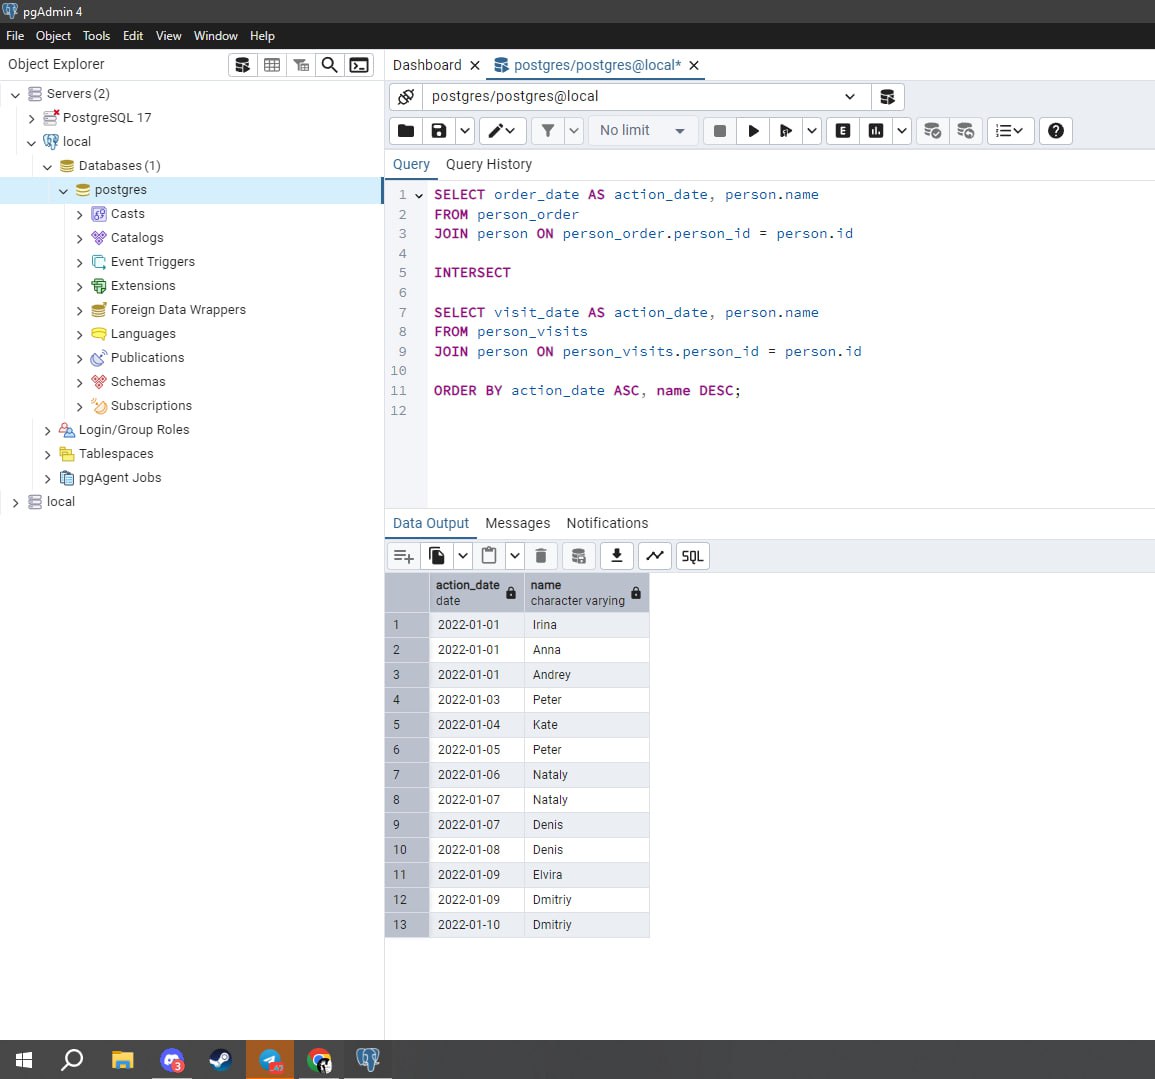 pgAdmin 4
File Object Tools Edit View Window Help
Object Explorer
Servers (2)
PostgreSQL 17
local
Databases (1)
postgres
Casts
Catalogs
Event Triggers
Extensions
Foreign Data Wrappers
Languages
Publications
Schemas
Subscriptions
Login/Group Roles
Tablespaces
pgAgent Jobs
local
Dashboard postgres/postgres@local*
postgres/postgres@local
No limit E
Query Query History
1 SELECT order_date AS action_date, person.name
2 FROM person_order
3 JOIN person ON person_order.person_id = person.id
4
5 INTERSECT
6
7 SELECT visit_date AS action_date, person.name
8 FROM person_visits
9 JOIN person ON person_visits.person_id = person.id
10
11 ORDER BY action_date ASC, name DESC;
12
Data Output Messages Notifications
SQL
action_date name
date character varying
1 2022-01-01 Irina
2 2022-01-01 Anna
3 2022-01-01 Andrey
4 2022-01-03 Peter
5 2022-01-04 Kate
6 2022-01-05 Peter
7 2022-01-06 Nataly
8 2022-01-07 Nataly
9 2022-01-07 Denis
10 2022-01-08 Denis
11 2022-01-09 Elvira
12 2022-01-09 Dmitriy
13 2022-01-10 Dmitriy
3